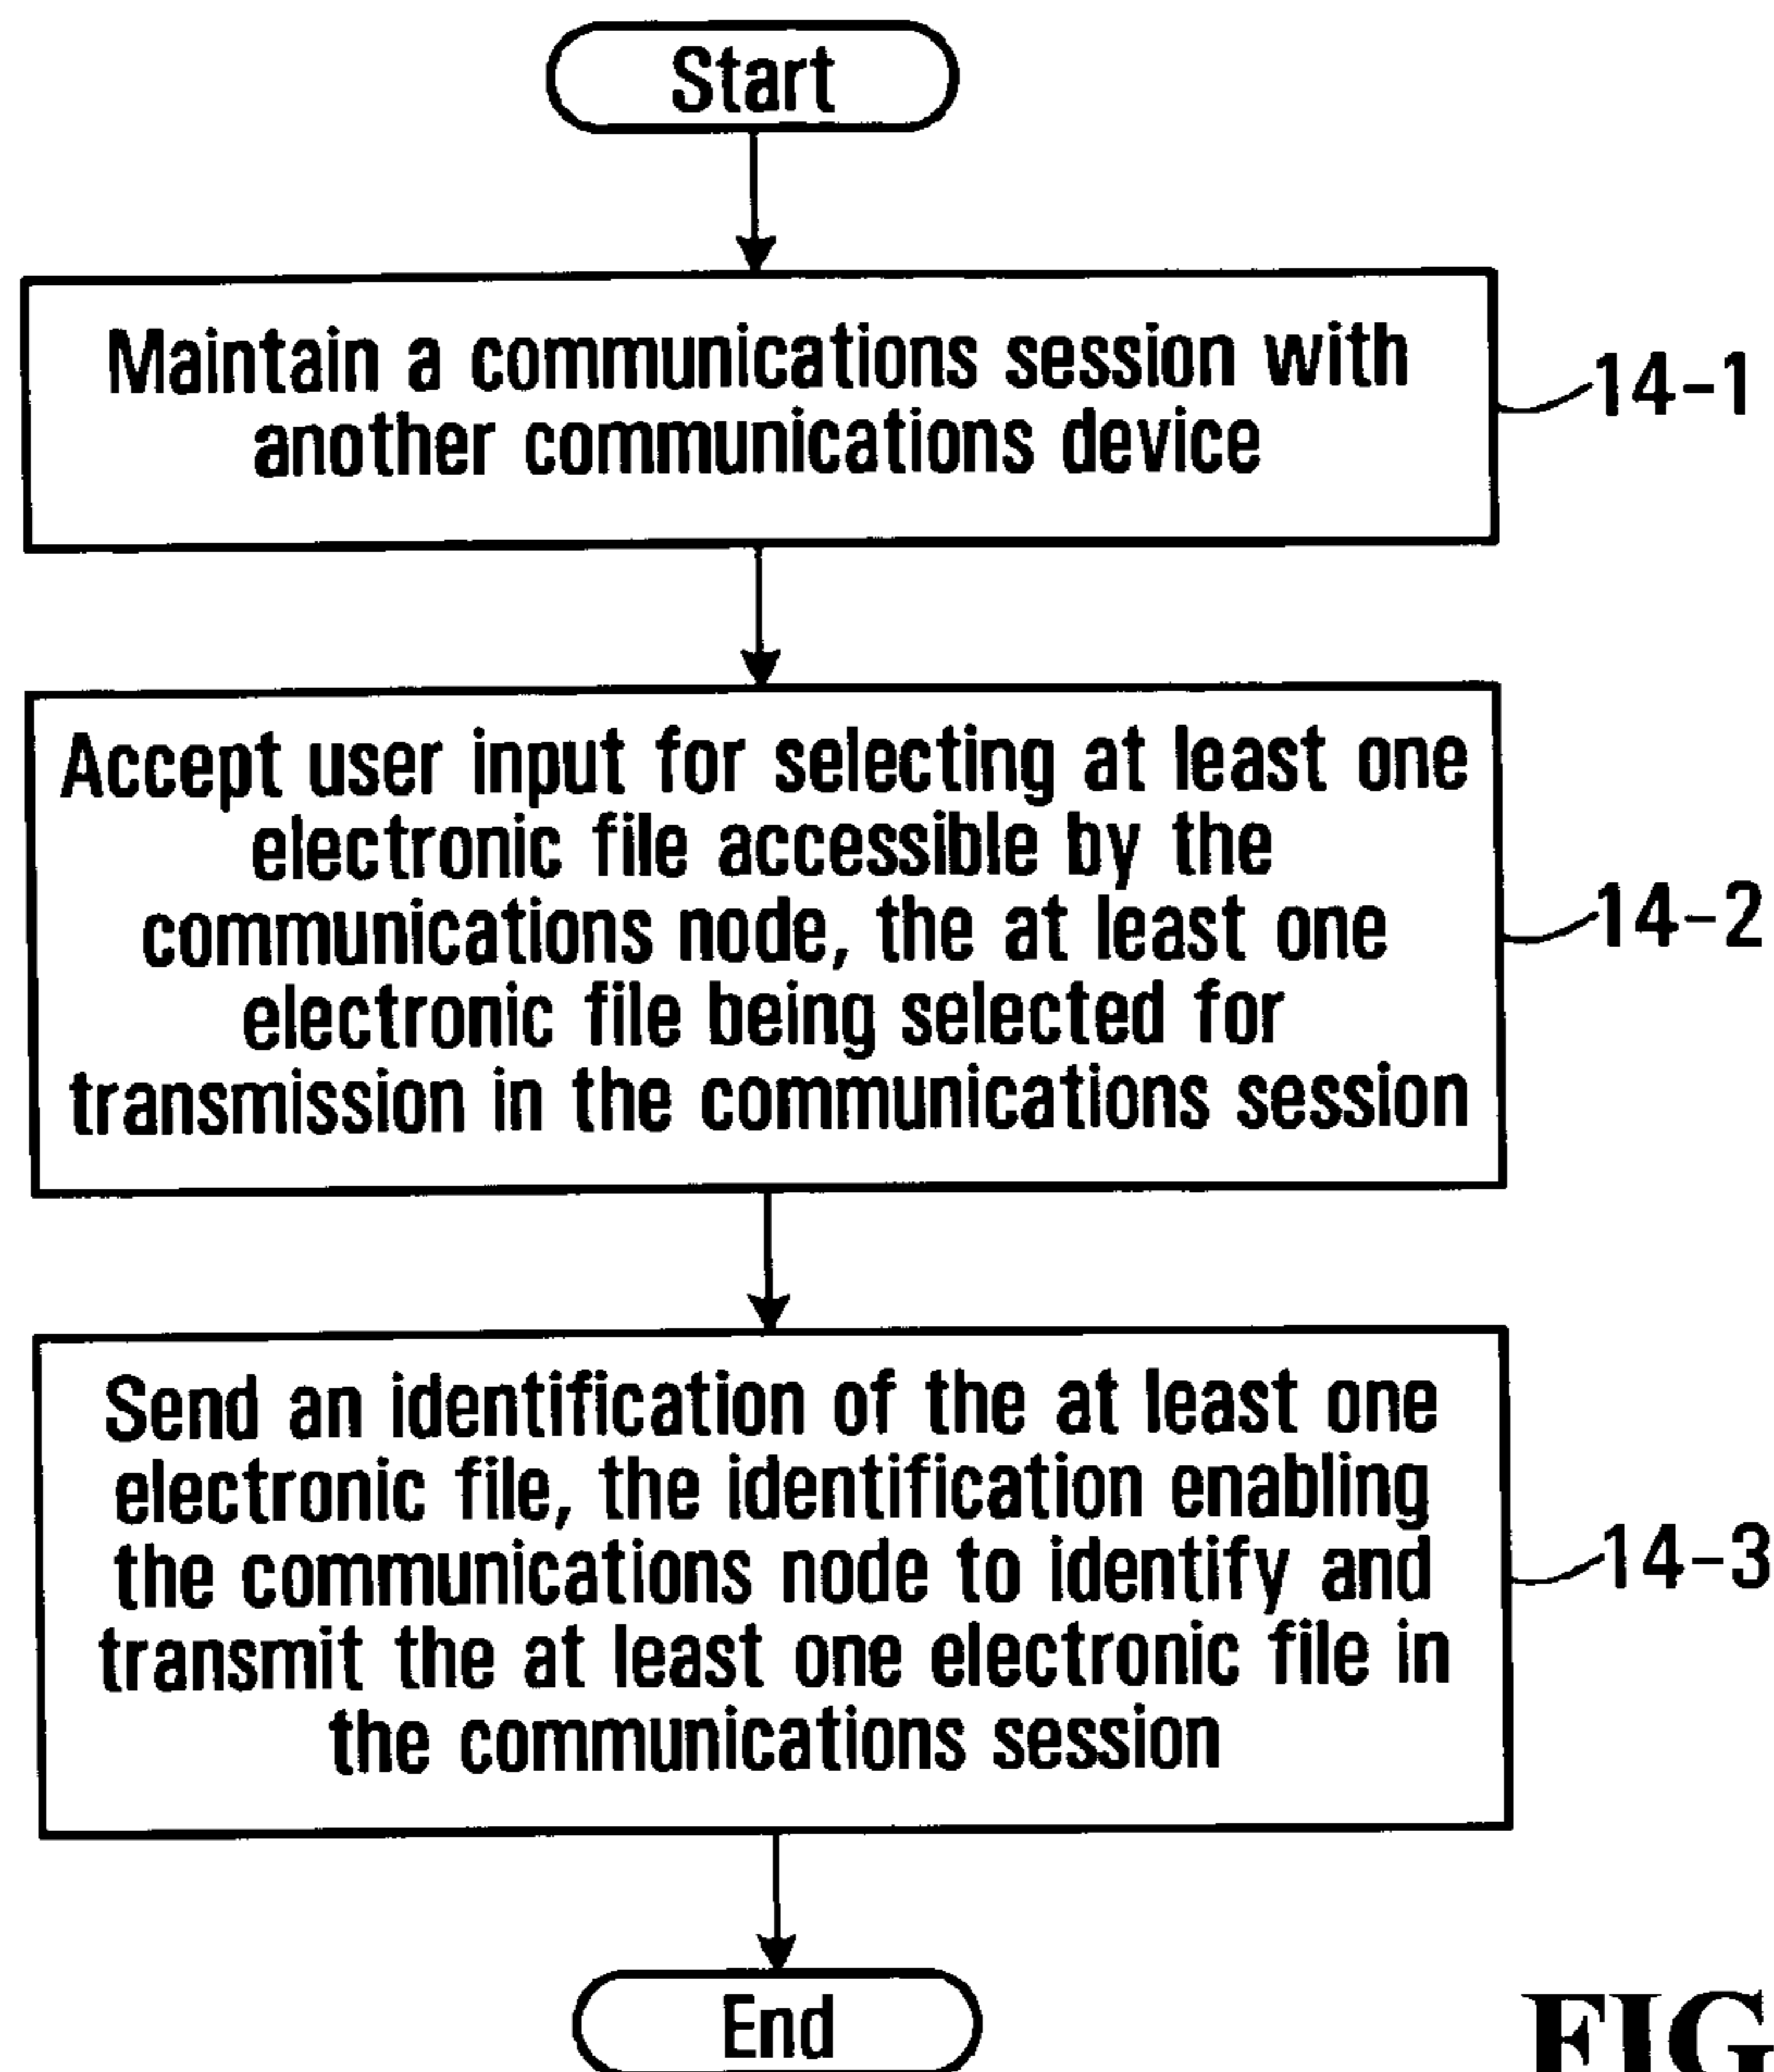 Start
Maintain a communications session with
another communications device
14-1
Accept user input for selecting at least one
electronic file accessible by the
communications node, the at least one
electronic file being selected for
transmission in the communications session
14-2
Send an identification of the at least one
electronic file, the identification enabling
the communications node to identify and
transmit the at least one electronic file in
the communications session
14-3
End
FIG